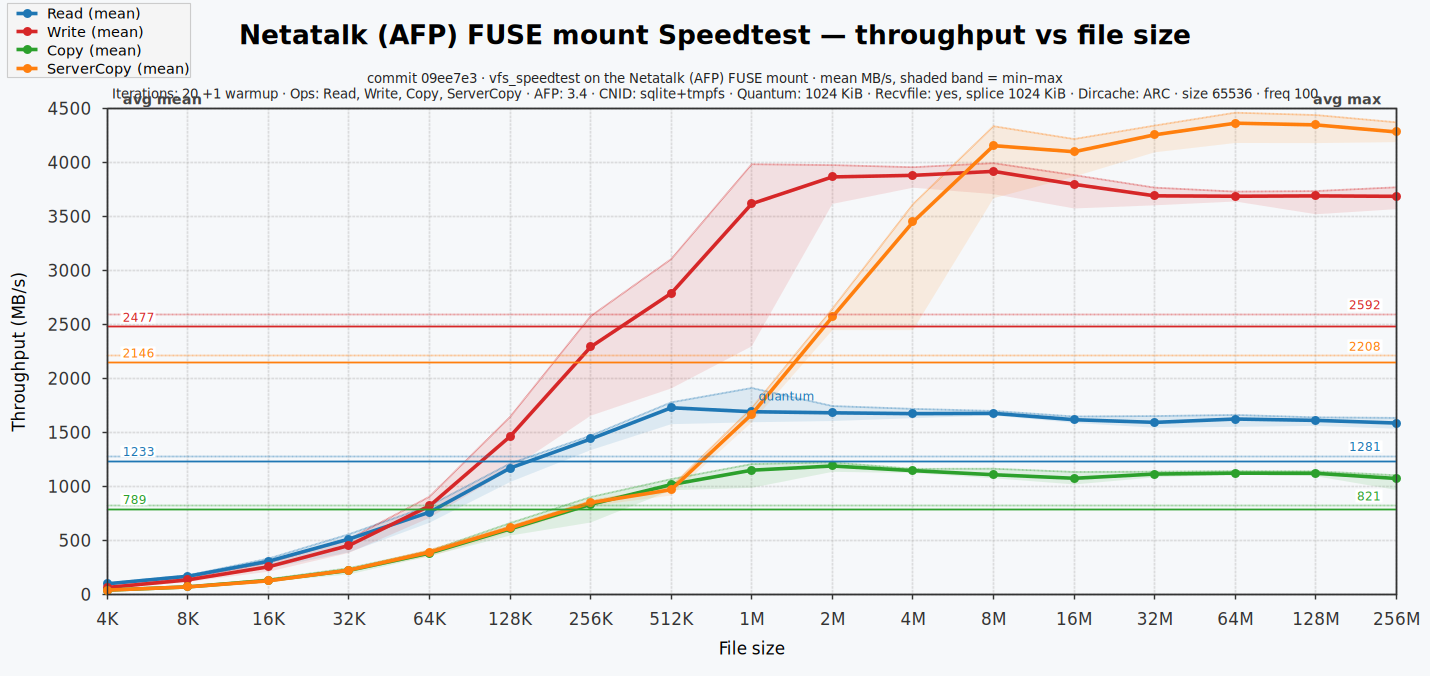 Read (mean)
Write (mean)
Copy (mean)
ServerCopy (mean)
Netatalk (AFP) FUSE mount Speedtest — throughput vs file size
commit 09ee7e3 · vfs_speedtest on the Netatalk (AFP) FUSE mount · mean MB/s, shaded band = min–max
Iterations: 20 +1 warmup · Ops: Read, Write, Copy, ServerCopy · AFP: 3.4 · CNID: sqlite+tmpfs · Quantum: 1024 KiB · Recvfile: yes, splice 1024 KiB · Dircache: ARC · size 65536 · freq 100
avg mean
avg max
4500
4000
3500
3000
2500
2000
1500
1000
500
0
Throughput (MB/s)
2477
2592
2146
2208
quantum
1233
1281
789
821
4K 8K 16K 32K 64K 128K 256K 512K 1M 2M 4M 8M 16M 32M 64M 128M 256M
File size